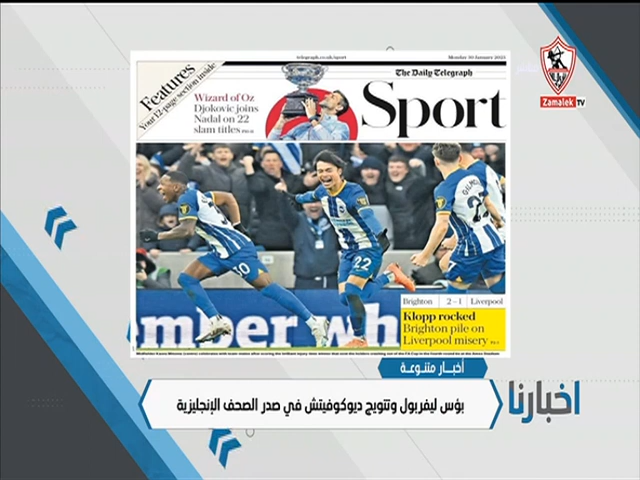 telegraph.co.uk/sport
Monday 30 January 2023
Features
Your 12-page section inside
Wizard of Oz
Djokovic joins
Nadal on 22
slam titles
The Daily Telegraph
Sport
Zamalek TV
22
Brighton 2 - 1 Liverpool
mber wh
Klopp rocked
Brighton pile on
Liverpool misery
أخبار متنوعة
اخبارنا
بؤس ليفربول وتتويج ديوكوفيتش في صدر الصحف الإنجليزية